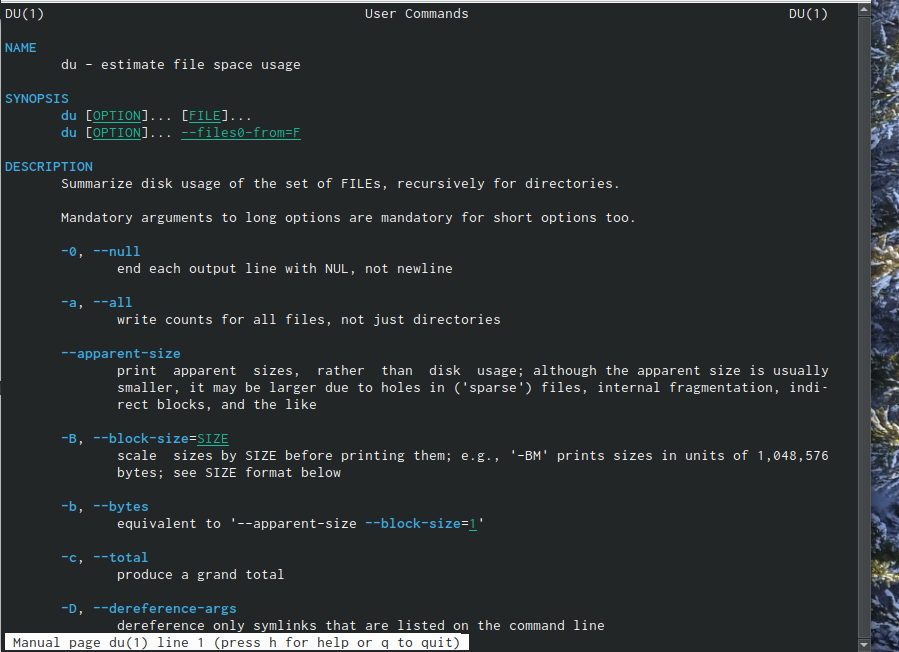 DU(1) User Commands DU(1)
NAME
du - estimate file space usage
SYNOPSIS
du [OPTION]... [FILE]...
du [OPTION]... --files0-from=F
DESCRIPTION
Summarize disk usage of the set of FILEs, recursively for directories.
Mandatory arguments to long options are mandatory for short options too.
-0, --null
end each output line with NUL, not newline
-a, --all
write counts for all files, not just directories
--apparent-size
print apparent sizes, rather than disk usage; although the apparent size is usually
smaller, it may be larger due to holes in ('sparse') files, internal fragmentation, indi-
rect blocks, and the like
-B, --block-size=SIZE
scale sizes by SIZE before printing them; e.g., '-BM' prints sizes in units of 1,048,576
bytes; see SIZE format below
-b, --bytes
equivalent to '--apparent-size --block-size=1'
-c, --total
produce a grand total
-D, --dereference-args
dereference only symlinks that are listed on the command line
Manual page du(1) line 1 (press h for help or q to quit)